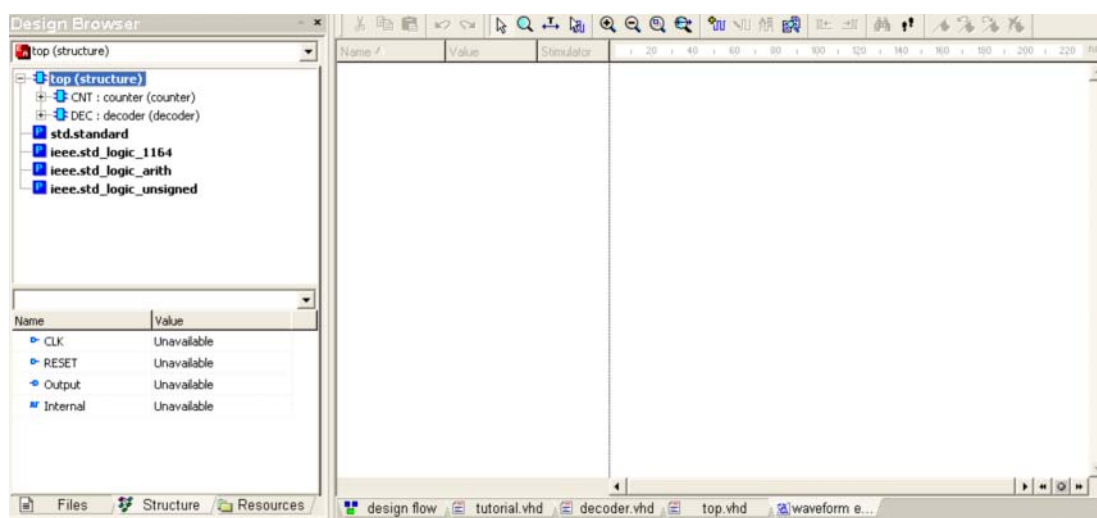 Design Browser
top (structure)
top (structure)
CNT : counter (counter)
DEC : decoder (decoder)
std.standard
ieee.std_logic_1164
ieee.std_logic_arith
ieee.std_logic_unsigned
Name Value
CLK Unavailable
RESET Unavailable
Output Unavailable
Internal Unavailable
Files Structure Resources
Name Value Stimulator 20 40 60 80 100 120 140 160 180 200 220
design flow tutorial.vhd decoder.vhd top.vhd waveform e...